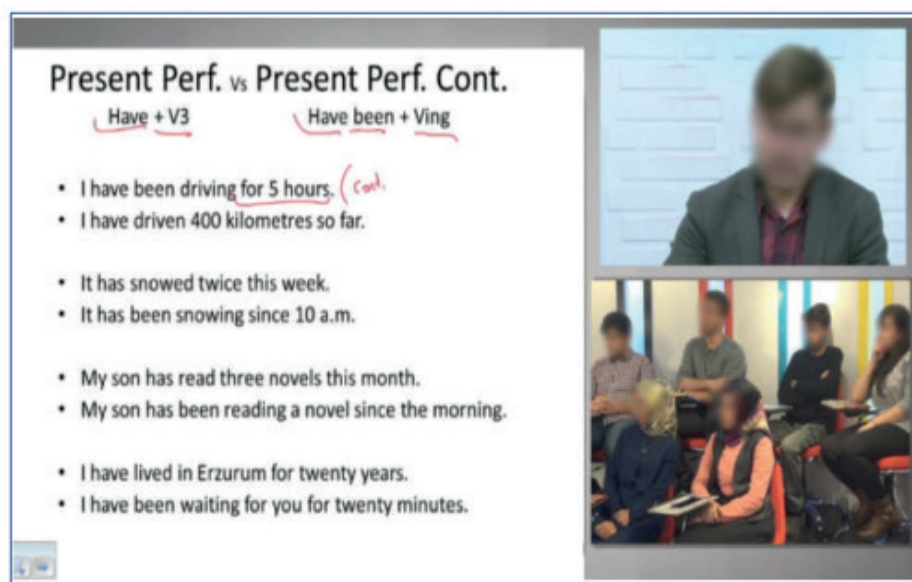 Present Perf. Vs Present Perf. Cont.
Have + V3 Have been + Ving
• I have been driving for 5 hours. (Cont.
• I have driven 400 kilometres so far.
• It has snowed twice this week.
• It has been snowing since 10 a.m.
• My son has read three novels this month.
• My son has been reading a novel since the morning.
• I have lived in Erzurum for twenty years.
• I have been waiting for you for twenty minutes.